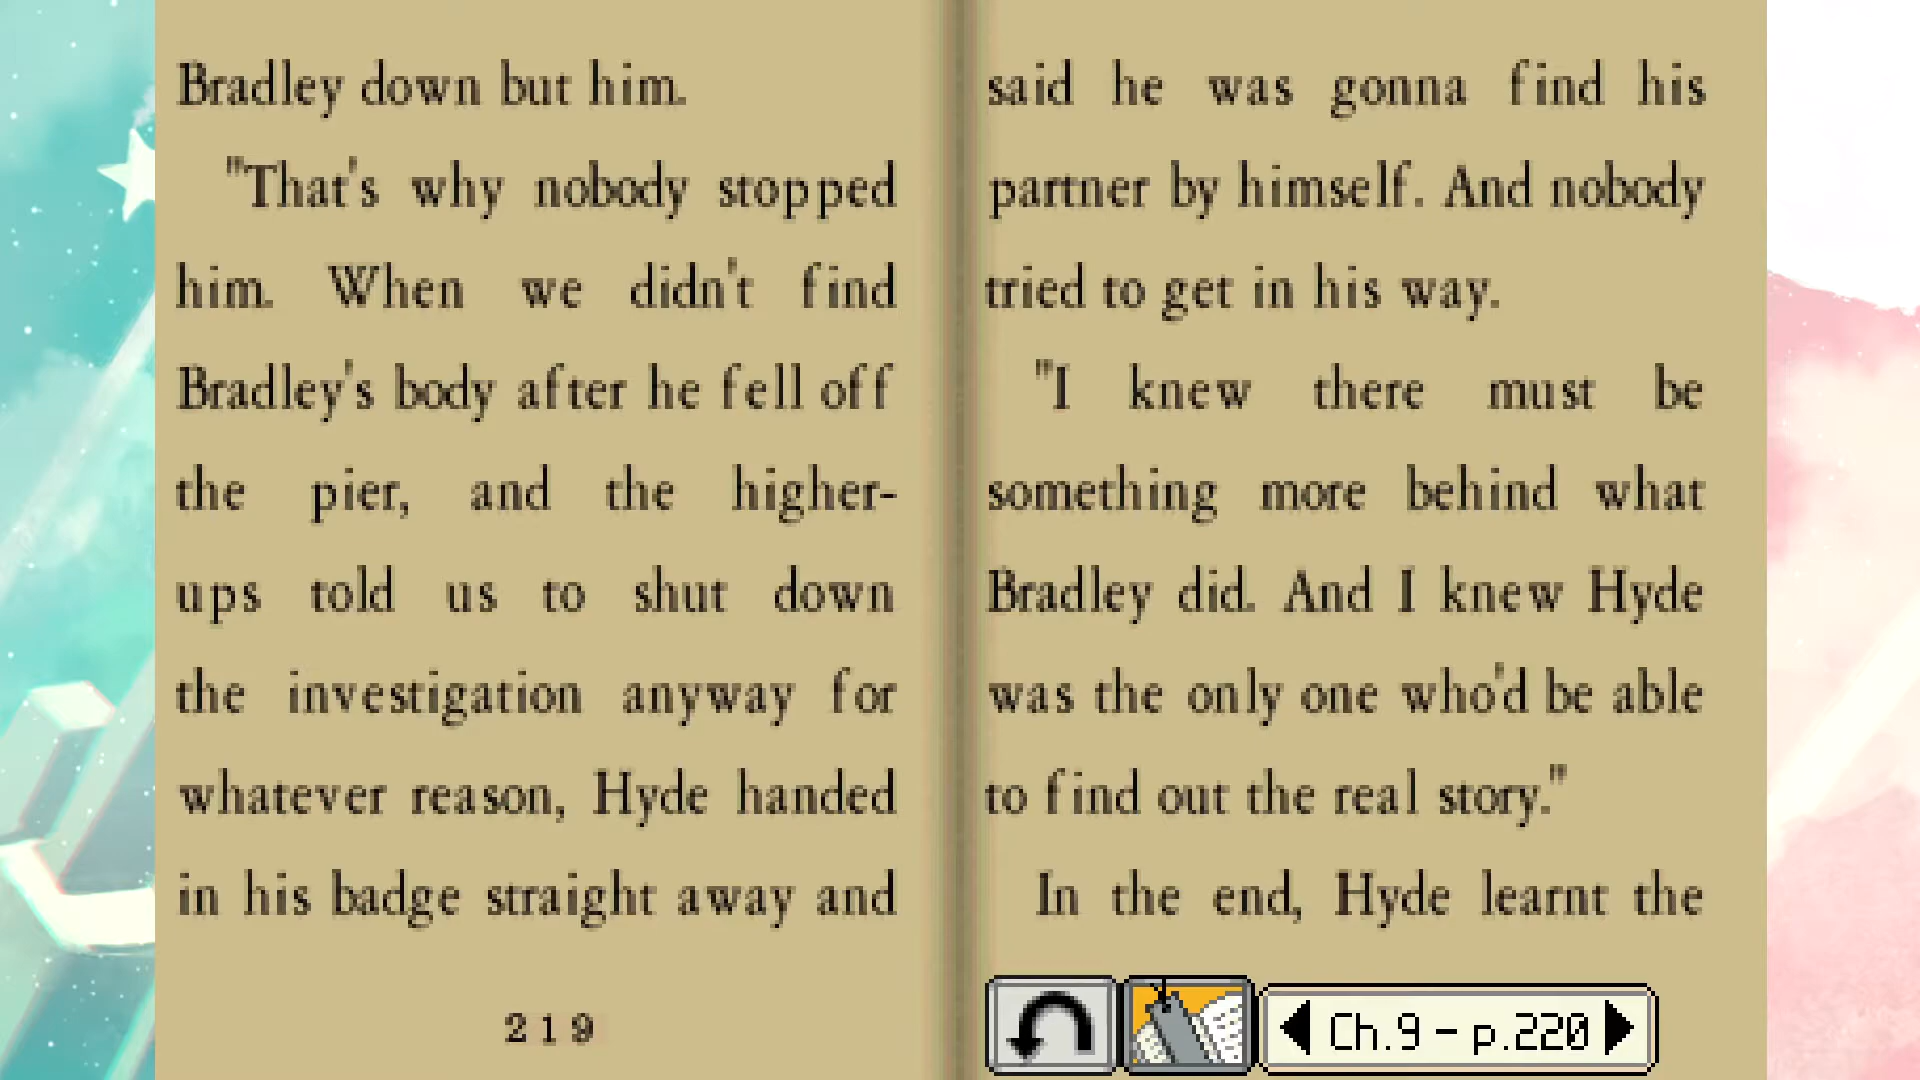 Bradley down but him.
"That's why nobody stopped
him. When we didn't find
Bradley's body after he fell off
the pier, and the higher-
ups told us to shut down
the investigation anyway for
whatever reason, Hyde handed
in his badge straight away and
219
said he was gonna find his
partner by himself. And nobody
tried to get in his way.
"I knew there must be
something more behind what
Bradley did. And I knew Hyde
was the only one who'd be able
to find out the real story."
In the end, Hyde learnt the
Ch.9 - p.220